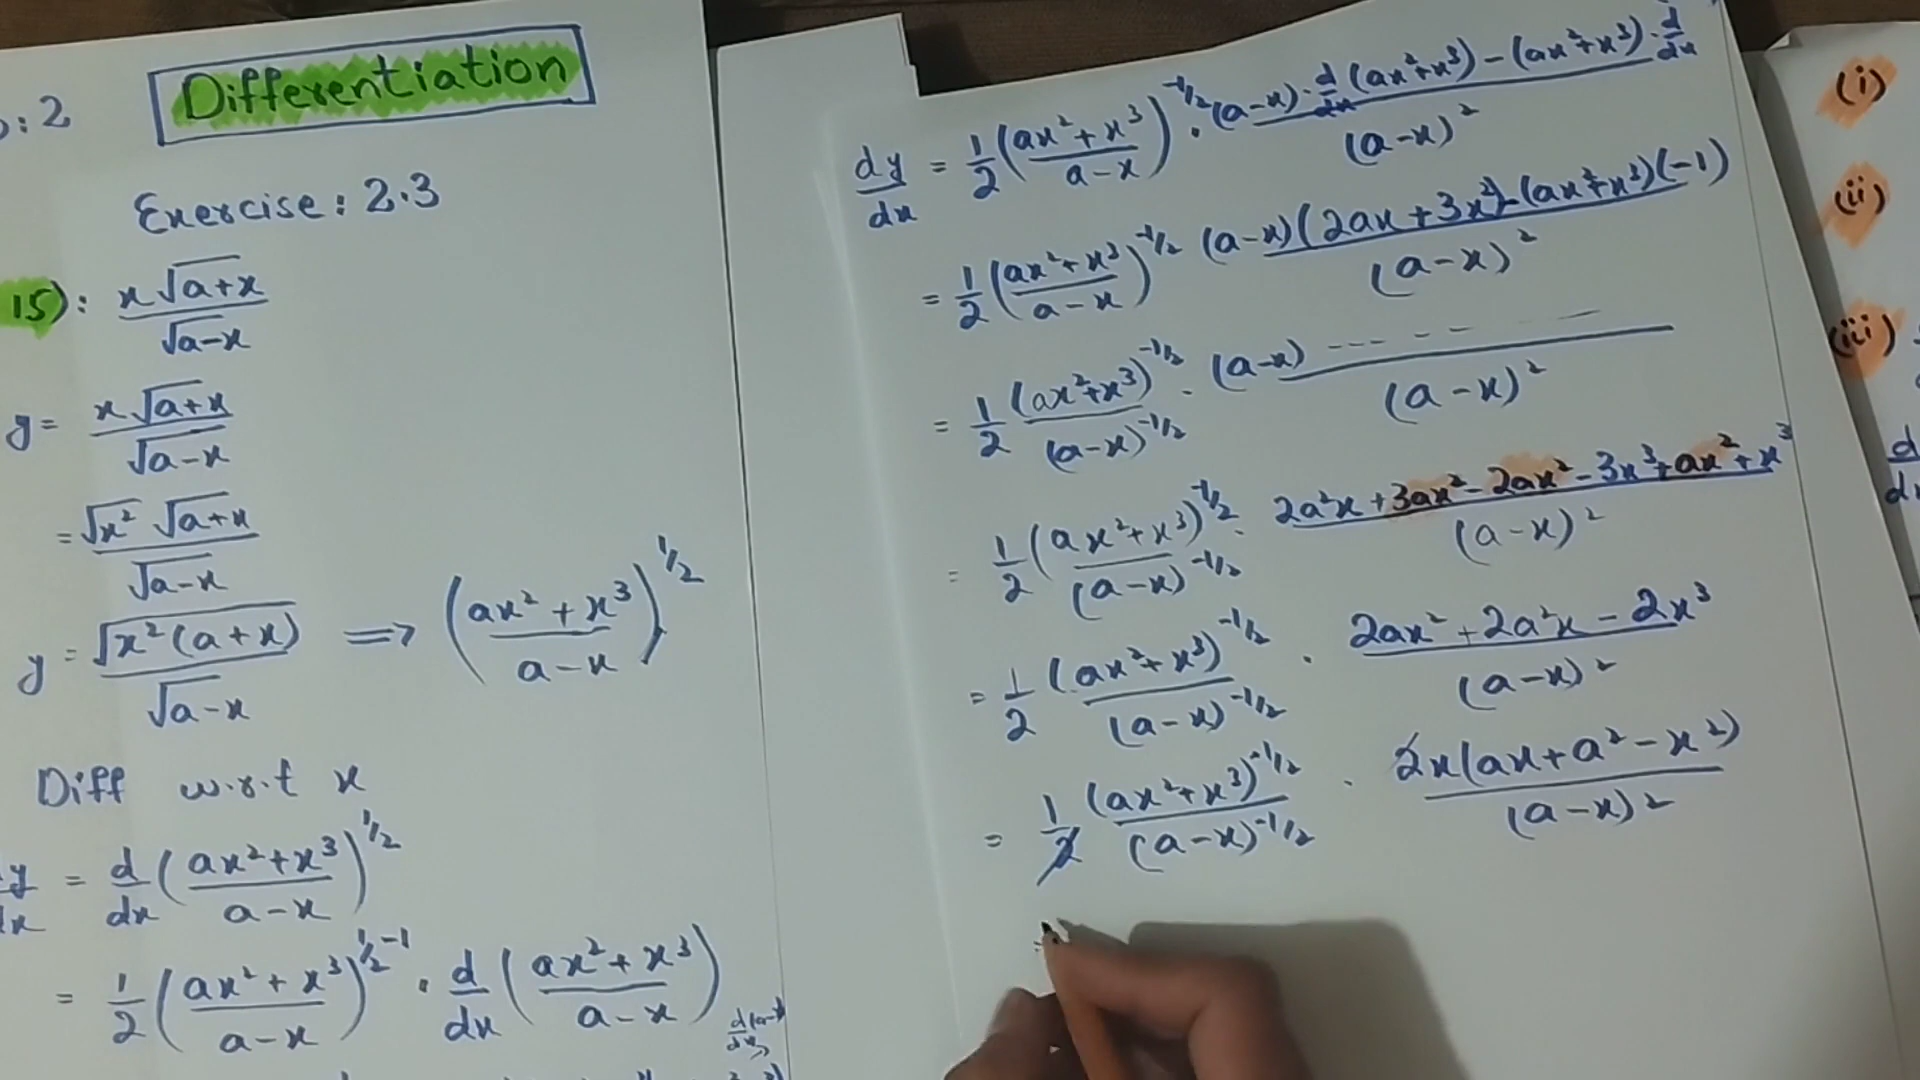 : 2
Differentiation
Exercise: 2.3
15): x√(a+x) / √(a-x)
y = x√(a+x) / √(a-x)
= √x² √(a+x) / √(a-x)
y = √(x²(a+x)) / √(a-x) ⟹ ((ax² + x³) / (a-x))^1/2
Diff w.r.t x
dy/dx = d/dx ((ax²+x³) / (a-x))^1/2
= 1/2 ((ax²+x³) / (a-x))^1/2-1 · d/dx ((ax²+x³) / (a-x))
dy/dx = 1/2 ((ax²+x³) / (a-x))^-1/2 · (a-x)·d/dx(ax²+x³) - (ax²+x³)·d/dx / (a-x)²
= 1/2 ((ax²+x³) / (a-x))^-1/2 (a-x)(2ax+3x²)-(ax²+x³)(-1) / (a-x)²
= 1/2 (ax²+x³)^-1/2 / (a-x)^-1/2 · (a-x) --- - - / (a-x)²
= 1/2 (ax²+x³)^-1/2 / (a-x)^-1/2 · 2a²x + 3ax² - 2ax² - 3x³ + ax² + x³ / (a-x)²
= 1/2 (ax²+x³)^-1/2 / (a-x)^-1/2 · 2ax² + 2a²x - 2x³ / (a-x)²
= 1/2 (ax²+x³)^-1/2 / (a-x)^-1/2 · 2x(ax+a²-x²) / (a-x)²
=
(i)
(ii)
(iii)